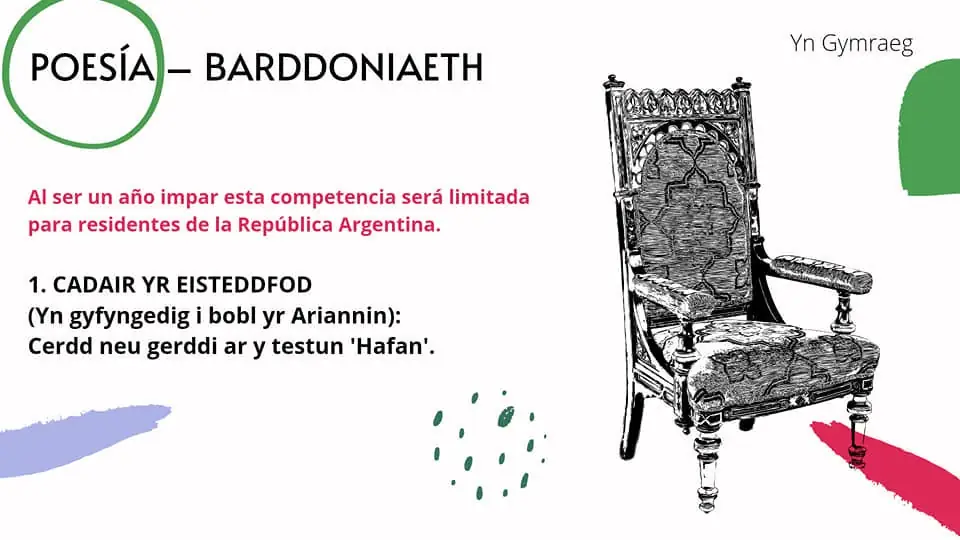 POESÍA – BARDDONIAETH
Yn Gymraeg
Al ser un año impar esta competencia será limitada
para residentes de la República Argentina.
1. CADAIR YR EISTEDDFOD
(Yn gyfyngedig i bobl yr Ariannin):
Cerdd neu gerddi ar y testun 'Hafan'.